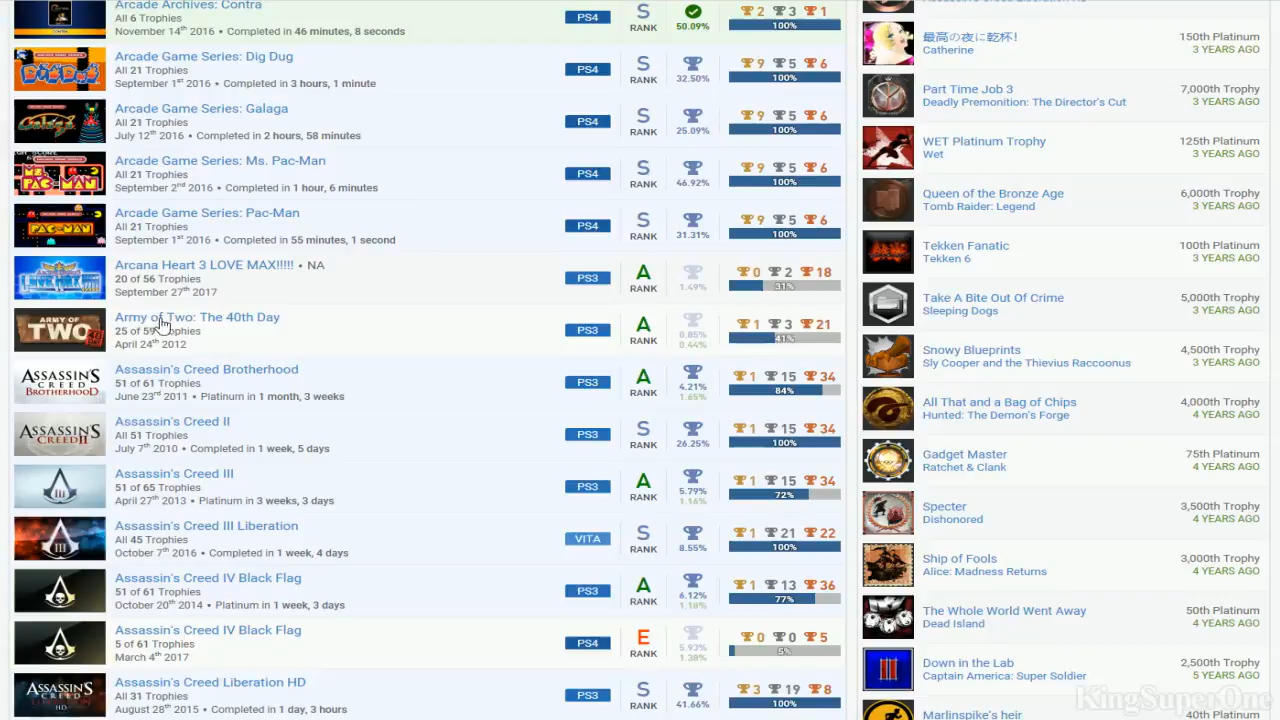 Arcade Archives: Contra
All 6 Trophies
November 14th 2016 • Completed in 46 minutes, 8 seconds
PS4
S
RANK
50.09%
2 3 1
100%
Arcade Game Series: Dig Dug
All 21 Trophies
September 1st 2016 • Completed in 3 hours, 1 minute
PS4
S
RANK
32.50%
9 5 6
100%
Arcade Game Series: Galaga
All 21 Trophies
July 12th 2016 • Completed in 2 hours, 58 minutes
PS4
S
RANK
25.09%
9 5 6
100%
Arcade Game Series: Ms. Pac-Man
All 21 Trophies
September 2nd 2016 • Completed in 1 hour, 6 minutes
PS4
S
RANK
46.92%
9 5 6
100%
Arcade Game Series: Pac-Man
All 21 Trophies
September 1st 2016 • Completed in 55 minutes, 1 second
PS4
S
RANK
31.31%
9 5 6
100%
Arcana Heart 3 LOVE MAX!!!!! • NA
20 of 56 Trophies
September 27th 2017
PS3
A
RANK
1.49%
0 2 18
31%
ARMY OF
TWO
Army of Two: The 40th Day
25 of 59 Trophies
April 24th 2012
PS3
A
RANK
0.85%
0.44%
1 3 21
41%
ASSASSIN'S
CREED
BROTHERHOOD
Assassin's Creed Brotherhood
51 of 61 Trophies
June 23rd 2011 • Platinum in 1 month, 3 weeks
PS3
A
RANK
4.21%
1.65%
1 15 34
84%
ASSASSIN'S
CREED II
Assassin's Creed II
All 51 Trophies
July 7th 2010 • Completed in 1 week, 5 days
PS3
S
RANK
26.25%
1 15 34
100%
Assassin's Creed III
51 of 65 Trophies
April 27th 2013 • Platinum in 3 weeks, 3 days
PS3
A
RANK
5.79%
1.16%
1 15 34
72%
Assassin's Creed III Liberation
All 45 Trophies
October 7th 2014 • Completed in 1 week, 4 days
VITA
S
RANK
8.55%
1 21 22
100%
Assassin's Creed IV Black Flag
51 of 61 Trophies
October 20th 2014 • Platinum in 1 week, 3 days
PS3
A
RANK
6.12%
1.18%
1 13 36
77%
Assassin's Creed IV Black Flag
4 of 61 Trophies
March 4th 2017
PS4
E
RANK
5.93%
1.38%
0 0 5
5%
ASSASSIN'S
CREED
HD
Assassin's Creed Liberation HD
All 31 Trophies
August 28th 2015 • Completed in 1 day, 3 hours
PS3
S
RANK
41.66%
3 19 8
100%
最高の夜に乾杯!
Catherine
150th Platinum
3 YEARS AGO
Part Time Job 3
Deadly Premonition: The Director's Cut
7,000th Trophy
3 YEARS AGO
WET Platinum Trophy
Wet
125th Platinum
3 YEARS AGO
Queen of the Bronze Age
Tomb Raider: Legend
6,000th Trophy
3 YEARS AGO
Tekken Fanatic
Tekken 6
100th Platinum
3 YEARS AGO
Take A Bite Out Of Crime
Sleeping Dogs
5,000th Trophy
3 YEARS AGO
Snowy Blueprints
Sly Cooper and the Thievius Raccoonus
4,500th Trophy
3 YEARS AGO
All That and a Bag of Chips
Hunted: The Demon's Forge
4,000th Trophy
4 YEARS AGO
Gadget Master
Ratchet & Clank
75th Platinum
4 YEARS AGO
Specter
Dishonored
3,500th Trophy
4 YEARS AGO
Ship of Fools
Alice: Madness Returns
3,000th Trophy
4 YEARS AGO
The Whole World Went Away
Dead Island
50th Platinum
4 YEARS AGO
Down in the Lab
Captain America: Super Soldier
2,500th Trophy
5 YEARS AGO
Marlinspike's heir
KingSuperOne